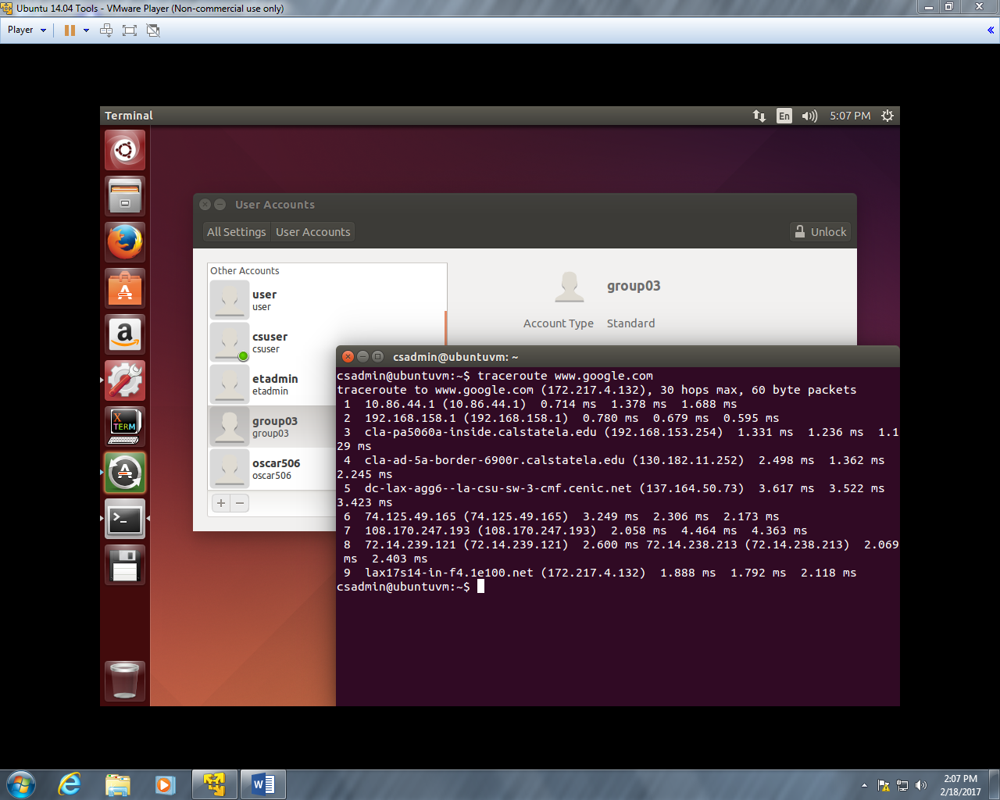 Ubuntu 14.04 Tools - VMware Player (Non-commercial use only)
Player
Terminal
En
5:07 PM
User Accounts
All Settings
User Accounts
Unlock
Other Accounts
user
user
csuser
csuser
etadmin
etadmin
group03
group03
oscar506
oscar506
group03
Account Type Standard
X
TERM
csadmin@ubuntuvm: ~
csadmin@ubuntuvm:~$ traceroute www.google.com
traceroute to www.google.com (172.217.4.132), 30 hops max, 60 byte packets
1 10.86.44.1 (10.86.44.1) 0.714 ms 1.378 ms 1.688 ms
2 192.168.158.1 (192.168.158.1) 0.780 ms 0.679 ms 0.595 ms
3 cla-pa5060a-inside.calstatela.edu (192.168.153.254) 1.331 ms 1.236 ms 1.1
29 ms
4 cla-ad-5a-border-6900r.calstatela.edu (130.182.11.252) 2.498 ms 1.362 ms
2.245 ms
5 dc-lax-agg6--la-csu-sw-3-cmf.cenic.net (137.164.50.73) 3.617 ms 3.522 ms
3.423 ms
6 74.125.49.165 (74.125.49.165) 3.249 ms 2.306 ms 2.173 ms
7 108.170.247.193 (108.170.247.193) 2.058 ms 4.464 ms 4.363 ms
8 72.14.239.121 (72.14.239.121) 2.600 ms 72.14.238.213 (72.14.238.213) 2.069
ms 2.403 ms
9 lax17s14-in-f4.1e100.net (172.217.4.132) 1.888 ms 1.792 ms 2.118 ms
csadmin@ubuntuvm:~$
2:07 PM
2/18/2017